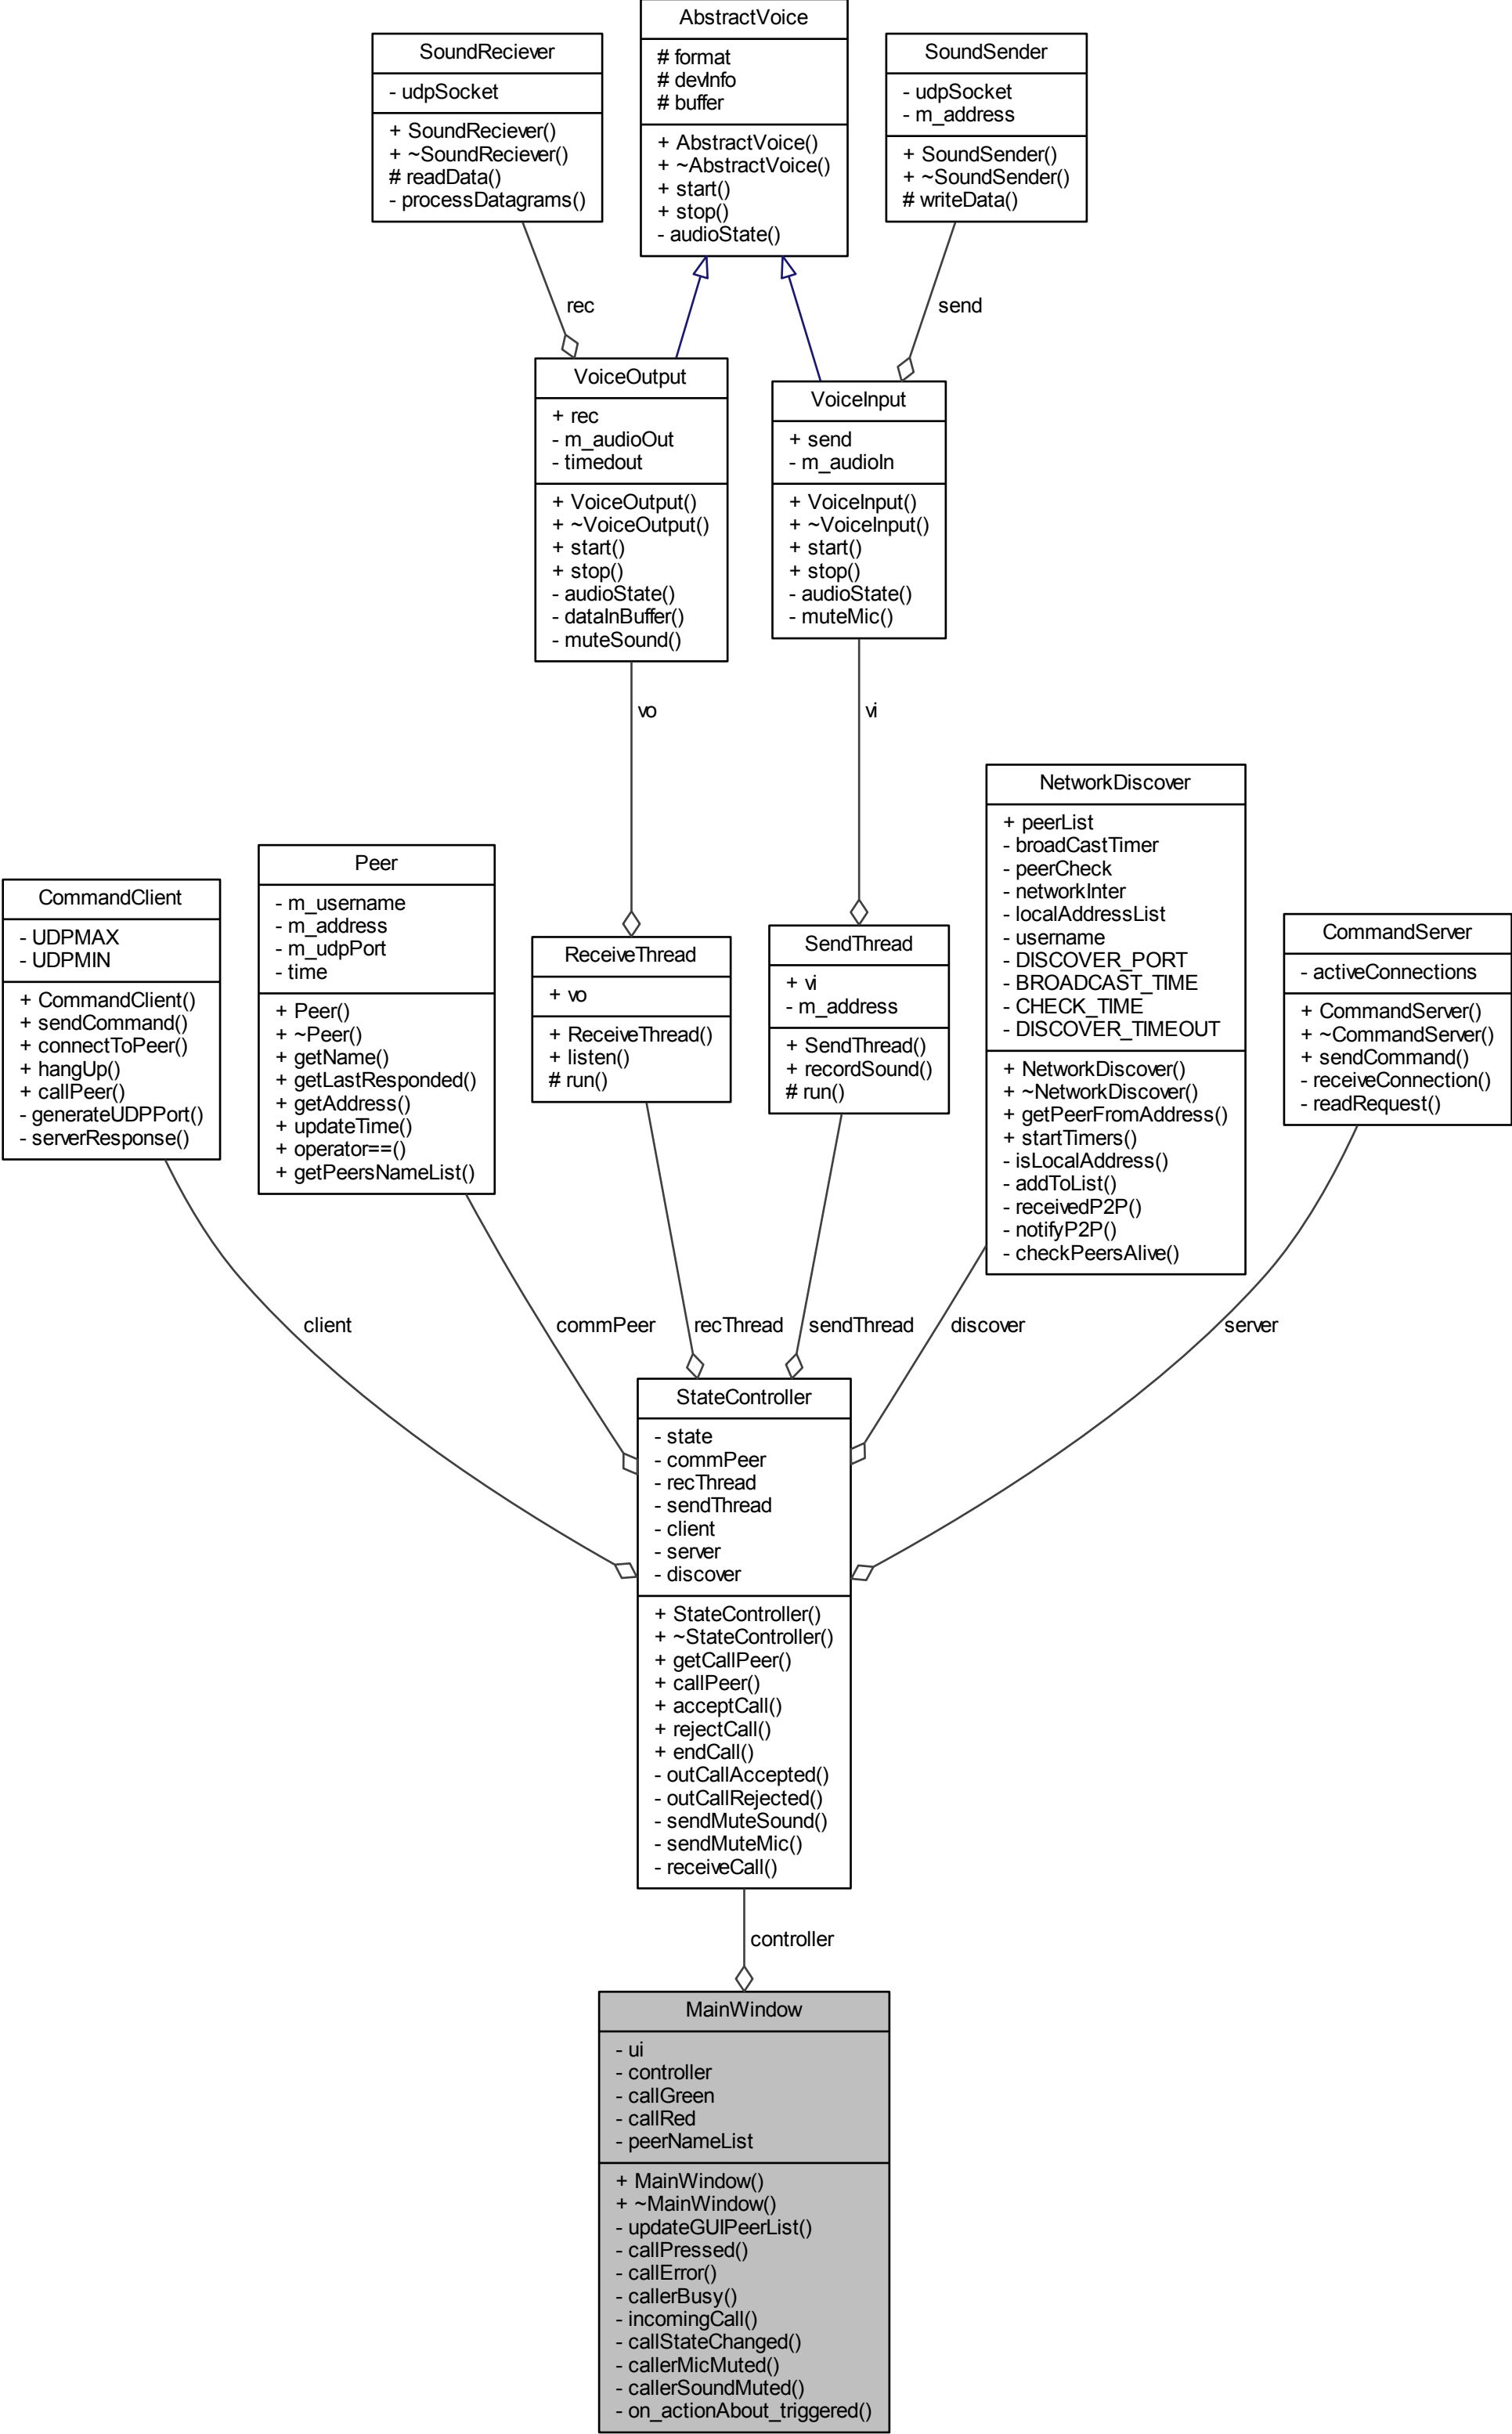 AbstractVoice
# format
# devInfo
# buffer
+ AbstractVoice()
+ ~AbstractVoice()
+ start()
+ stop()
- audioState()
SoundReciever
- udpSocket
+ SoundReciever()
+ ~SoundReciever()
# readData()
- processDatagrams()
SoundSender
- udpSocket
- m_address
+ SoundSender()
+ ~SoundSender()
# writeData()
rec
send
VoiceOutput
+ rec
- m_audioOut
- timedout
+ VoiceOutput()
+ ~VoiceOutput()
+ start()
+ stop()
- audioState()
- dataInBuffer()
- muteSound()
VoiceInput
+ send
- m_audioIn
+ VoiceInput()
+ ~VoiceInput()
+ start()
+ stop()
- audioState()
- muteMic()
vo
vi
NetworkDiscover
+ peerList
- broadCastTimer
- peerCheck
- networkInter
- localAddressList
- username
- DISCOVER_PORT
- BROADCAST_TIME
- CHECK_TIME
- DISCOVER_TIMEOUT
+ NetworkDiscover()
+ ~NetworkDiscover()
+ getPeerFromAddress()
+ startTimers()
- isLocalAddress()
- addToList()
- receivedP2P()
- notifyP2P()
- checkPeersAlive()
CommandClient
- UDPMAX
- UDPMIN
+ CommandClient()
+ sendCommand()
+ connectToPeer()
+ hangUp()
+ callPeer()
- generateUDPPort()
- serverResponse()
Peer
- m_username
- m_address
- m_udpPort
- time
+ Peer()
+ ~Peer()
+ getName()
+ getLastResponded()
+ getAddress()
+ updateTime()
+ operator==()
+ getPeersNameList()
ReceiveThread
+ vo
+ ReceiveThread()
+ listen()
# run()
SendThread
+ vi
- m_address
+ SendThread()
+ recordSound()
# run()
CommandServer
- activeConnections
+ CommandServer()
+ ~CommandServer()
+ sendCommand()
- receiveConnection()
- readRequest()
client
commPeer
recThread
sendThread
discover
server
StateController
- state
- commPeer
- recThread
- sendThread
- client
- server
- discover
+ StateController()
+ ~StateController()
+ getCallPeer()
+ callPeer()
+ acceptCall()
+ rejectCall()
+ endCall()
- outCallAccepted()
- outCallRejected()
- sendMuteSound()
- sendMuteMic()
- receiveCall()
controller
MainWindow
- ui
- controller
- callGreen
- callRed
- peerNameList
+ MainWindow()
+ ~MainWindow()
- updateGUIPeerList()
- callPressed()
- callError()
- callerBusy()
- incomingCall()
- callStateChanged()
- callerMicMuted()
- callerSoundMuted()
- on_actionAbout_triggered()